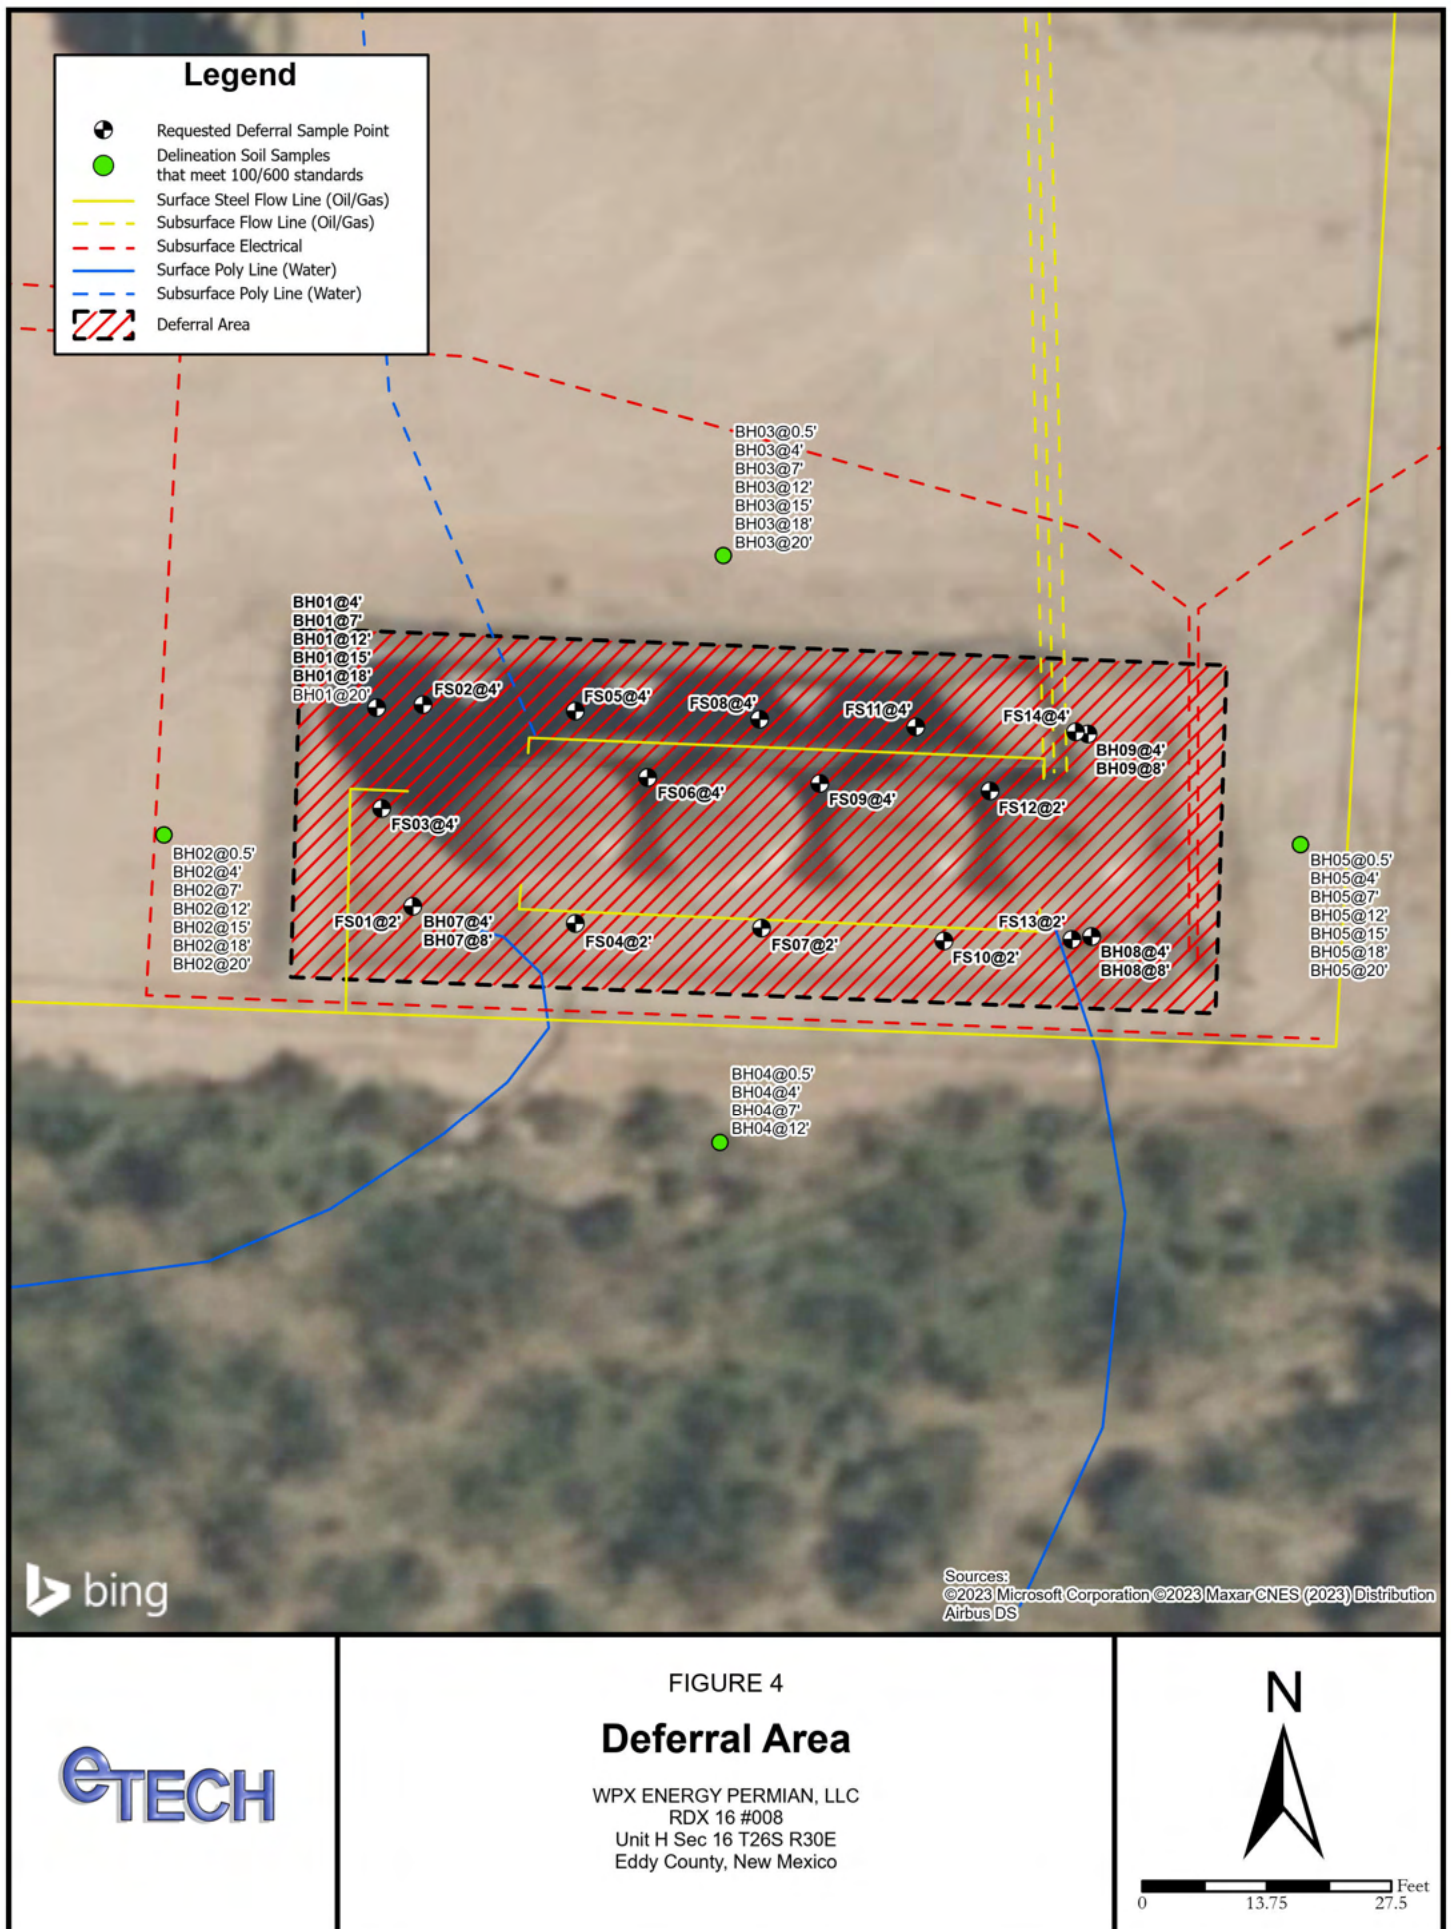 Legend
Requested Deferral Sample Point
Delineation Soil Samples
that meet 100/600 standards
Surface Steel Flow Line (Oil/Gas)
Subsurface Flow Line (Oil/Gas)
Subsurface Electrical
Surface Poly Line (Water)
Subsurface Poly Line (Water)
Deferral Area
BH03@0.5'
BH03@4'
BH03@7'
BH03@12'
BH03@15'
BH03@18'
BH03@20'
BH01@4'
BH01@7'
BH01@12'
BH01@15'
BH01@18'
BH01@20'
FS02@4'
FS05@4'
FS08@4'
FS11@4'
FS14@4'
BH09@4'
BH09@8'
FS06@4'
FS09@4'
FS12@2'
FS03@4'
BH02@0.5'
BH02@4'
BH02@7'
BH02@12'
BH02@15'
BH02@18'
BH02@20'
FS01@2'
BH07@4'
BH07@8'
FS04@2'
FS07@2'
FS10@2'
FS13@2'
BH08@4'
BH08@8'
BH05@0.5'
BH05@4'
BH05@7'
BH05@12'
BH05@15'
BH05@18'
BH05@20'
BH04@0.5'
BH04@4'
BH04@7'
BH04@12'
bing
Sources:
©2023 Microsoft Corporation ©2023 Maxar CNES (2023) Distribution
Airbus DS
eTECH
FIGURE 4
Deferral Area
WPX ENERGY PERMIAN, LLC
RDX 16 #008
Unit H Sec 16 T26S R30E
Eddy County, New Mexico
N
Feet
0 13.75 27.5